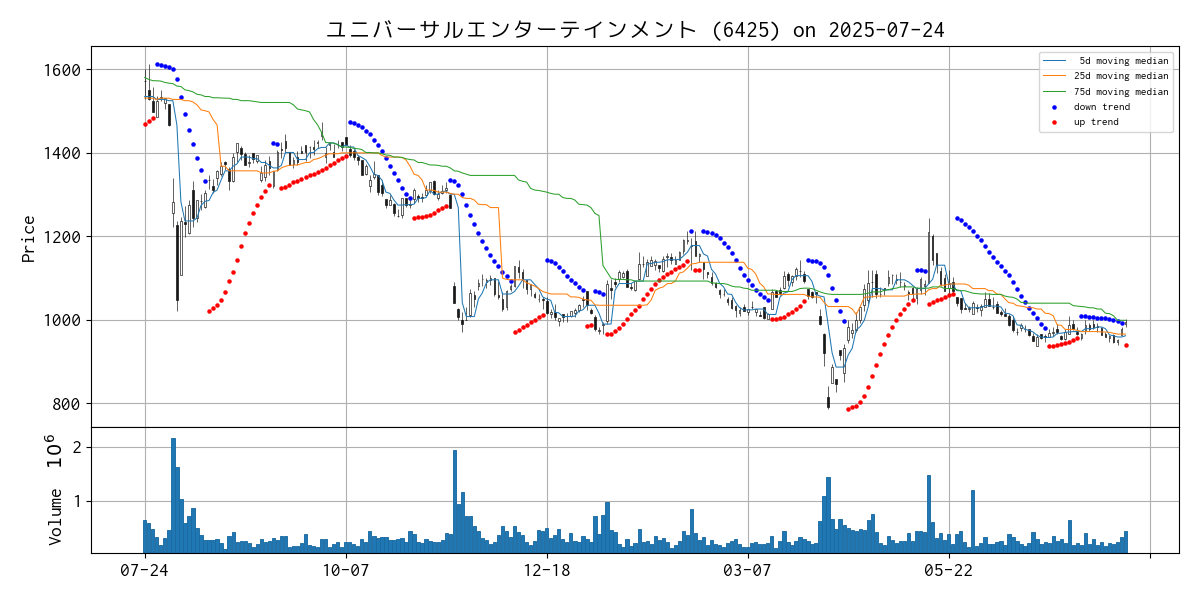 ユニバーサルエンターテインメント (6425) on 2025-07-24
5d moving median
25d moving median
75d moving median
down trend
up trend
Price
1600
1400
1200
1000
800
Volume 10^6
2
1
07-24
10-07
12-18
03-07
05-22